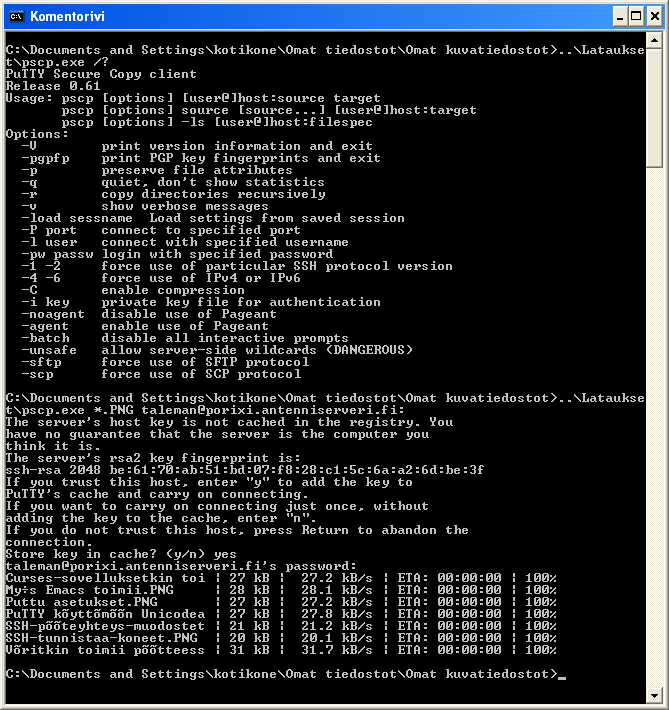 Komentorivi
C:\Documents and Settings\kotikone\Omat tiedostot\Omat kuvatiedostot>..\Lataukse
t\pscp.exe /?
PuTTY Secure Copy client
Release 0.61
Usage: pscp [options] [user@]host:source target
       pscp [options] source [source...] [user@]host:target
       pscp [options] -ls [user@]host:filespec
Options:
  -V        print version information and exit
  -pgpfp    print PGP key fingerprints and exit
  -p        preserve file attributes
  -q        quiet, don't show statistics
  -r        copy directories recursively
  -v        show verbose messages
  -load sessname  Load settings from saved session
  -P port   connect to specified port
  -l user   connect with specified username
  -pw passw login with specified password
  -1 -2     force use of particular SSH protocol version
  -4 -6     force use of IPv4 or IPv6
  -C        enable compression
  -i key    private key file for authentication
  -noagent  disable use of Pageant
  -agent    enable use of Pageant
  -batch    disable all interactive prompts
  -unsafe   allow server-side wildcards (DANGEROUS)
  -sftp     force use of SFTP protocol
  -scp      force use of SCP protocol
C:\Documents and Settings\kotikone\Omat tiedostot\Omat kuvatiedostot>..\Lataukse
t\pscp.exe *.PNG taleman@porixi.antenniserveri.fi:
The server's host key is not cached in the registry. You
have no guarantee that the server is the computer you
think it is.
The server's rsa2 key fingerprint is:
ssh-rsa 2048 be:61:70:ab:51:bd:07:f8:28:c1:5c:6a:a2:6d:be:3f
If you trust this host, enter "y" to add the key to
PuTTY's cache and carry on connecting.
If you want to carry on connecting just once, without
adding the key to the cache, enter "n".
If you do not trust this host, press Return to abandon the
connection.
Store key in cache? (y/n) yes
taleman@porixi.antenniserveri.fi's password:
Curses-sovelluksetkin toi | 27 kB |  27.2 kB/s | ETA: 00:00:00 | 100%
My÷s Emacs toimii.PNG     | 28 kB |  28.1 kB/s | ETA: 00:00:00 | 100%
Puttu asetukset.PNG       | 27 kB |  27.2 kB/s | ETA: 00:00:00 | 100%
PuTTY kõyttõmõõn Unicodea | 27 kB |  27.8 kB/s | ETA: 00:00:00 | 100%
SSH-põõteyhteys-muodostet | 21 kB |  21.2 kB/s | ETA: 00:00:00 | 100%
SSH-tunnistaa-koneet.PNG  | 20 kB |  20.1 kB/s | ETA: 00:00:00 | 100%
Võritkin toimii põõtteess | 31 kB |  31.7 kB/s | ETA: 00:00:00 | 100%
C:\Documents and Settings\kotikone\Omat tiedostot\Omat kuvatiedostot>_